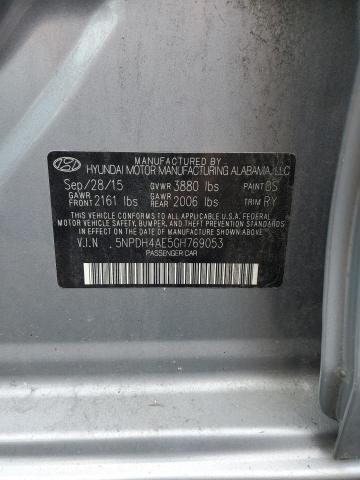 MANUFACTURED BY
HYUNDAI MOTOR MANUFACTURING ALABAMA, LLC
Sep/28/15 GVWR 3880 lbs PAINT 8S
GAWR FRONT 2161 lbs GAWR REAR 2006 lbs TRIM RY
THIS VEHICLE CONFORMS TO ALL APPLICABLE U.S.A. FEDERAL
MOTOR VEHICLE SAFETY, BUMPER, AND THEFT PREVENTION
STANDARDS IN EFFECT ON THE DATE OF MANUFACTURE SHOWN ABOVE.
V.I.N 5NPDH4AE5GH769053
PASSENGER CAR